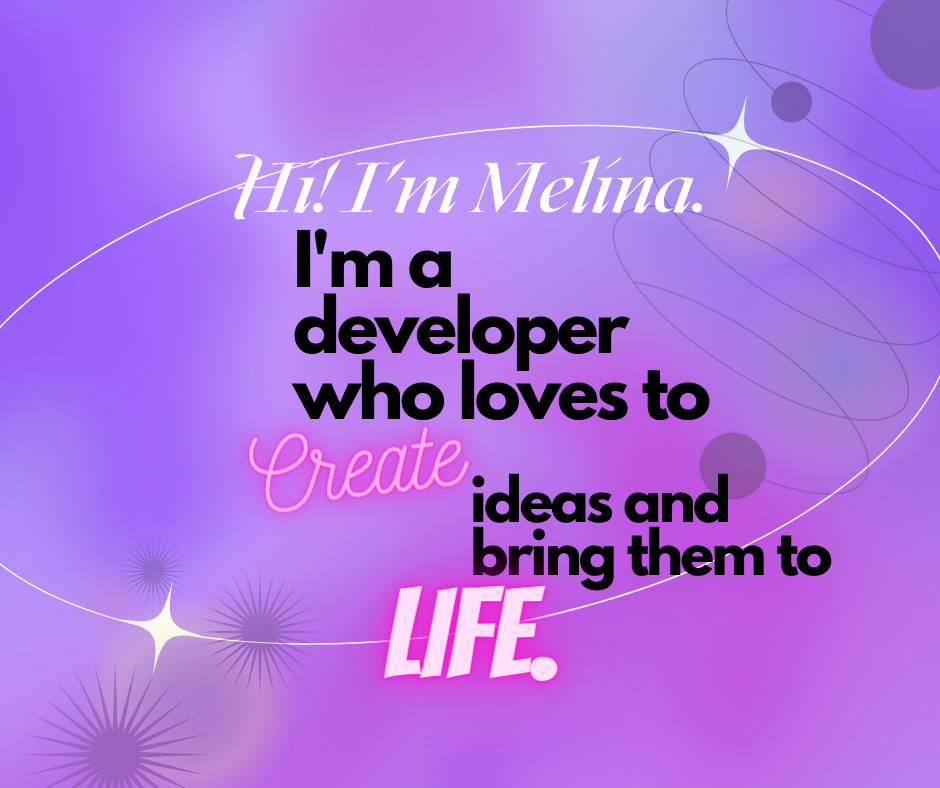 Hi! I'm Melina.
I'm a
developer
who loves to
Create
ideas and
bring them to
LIFE.